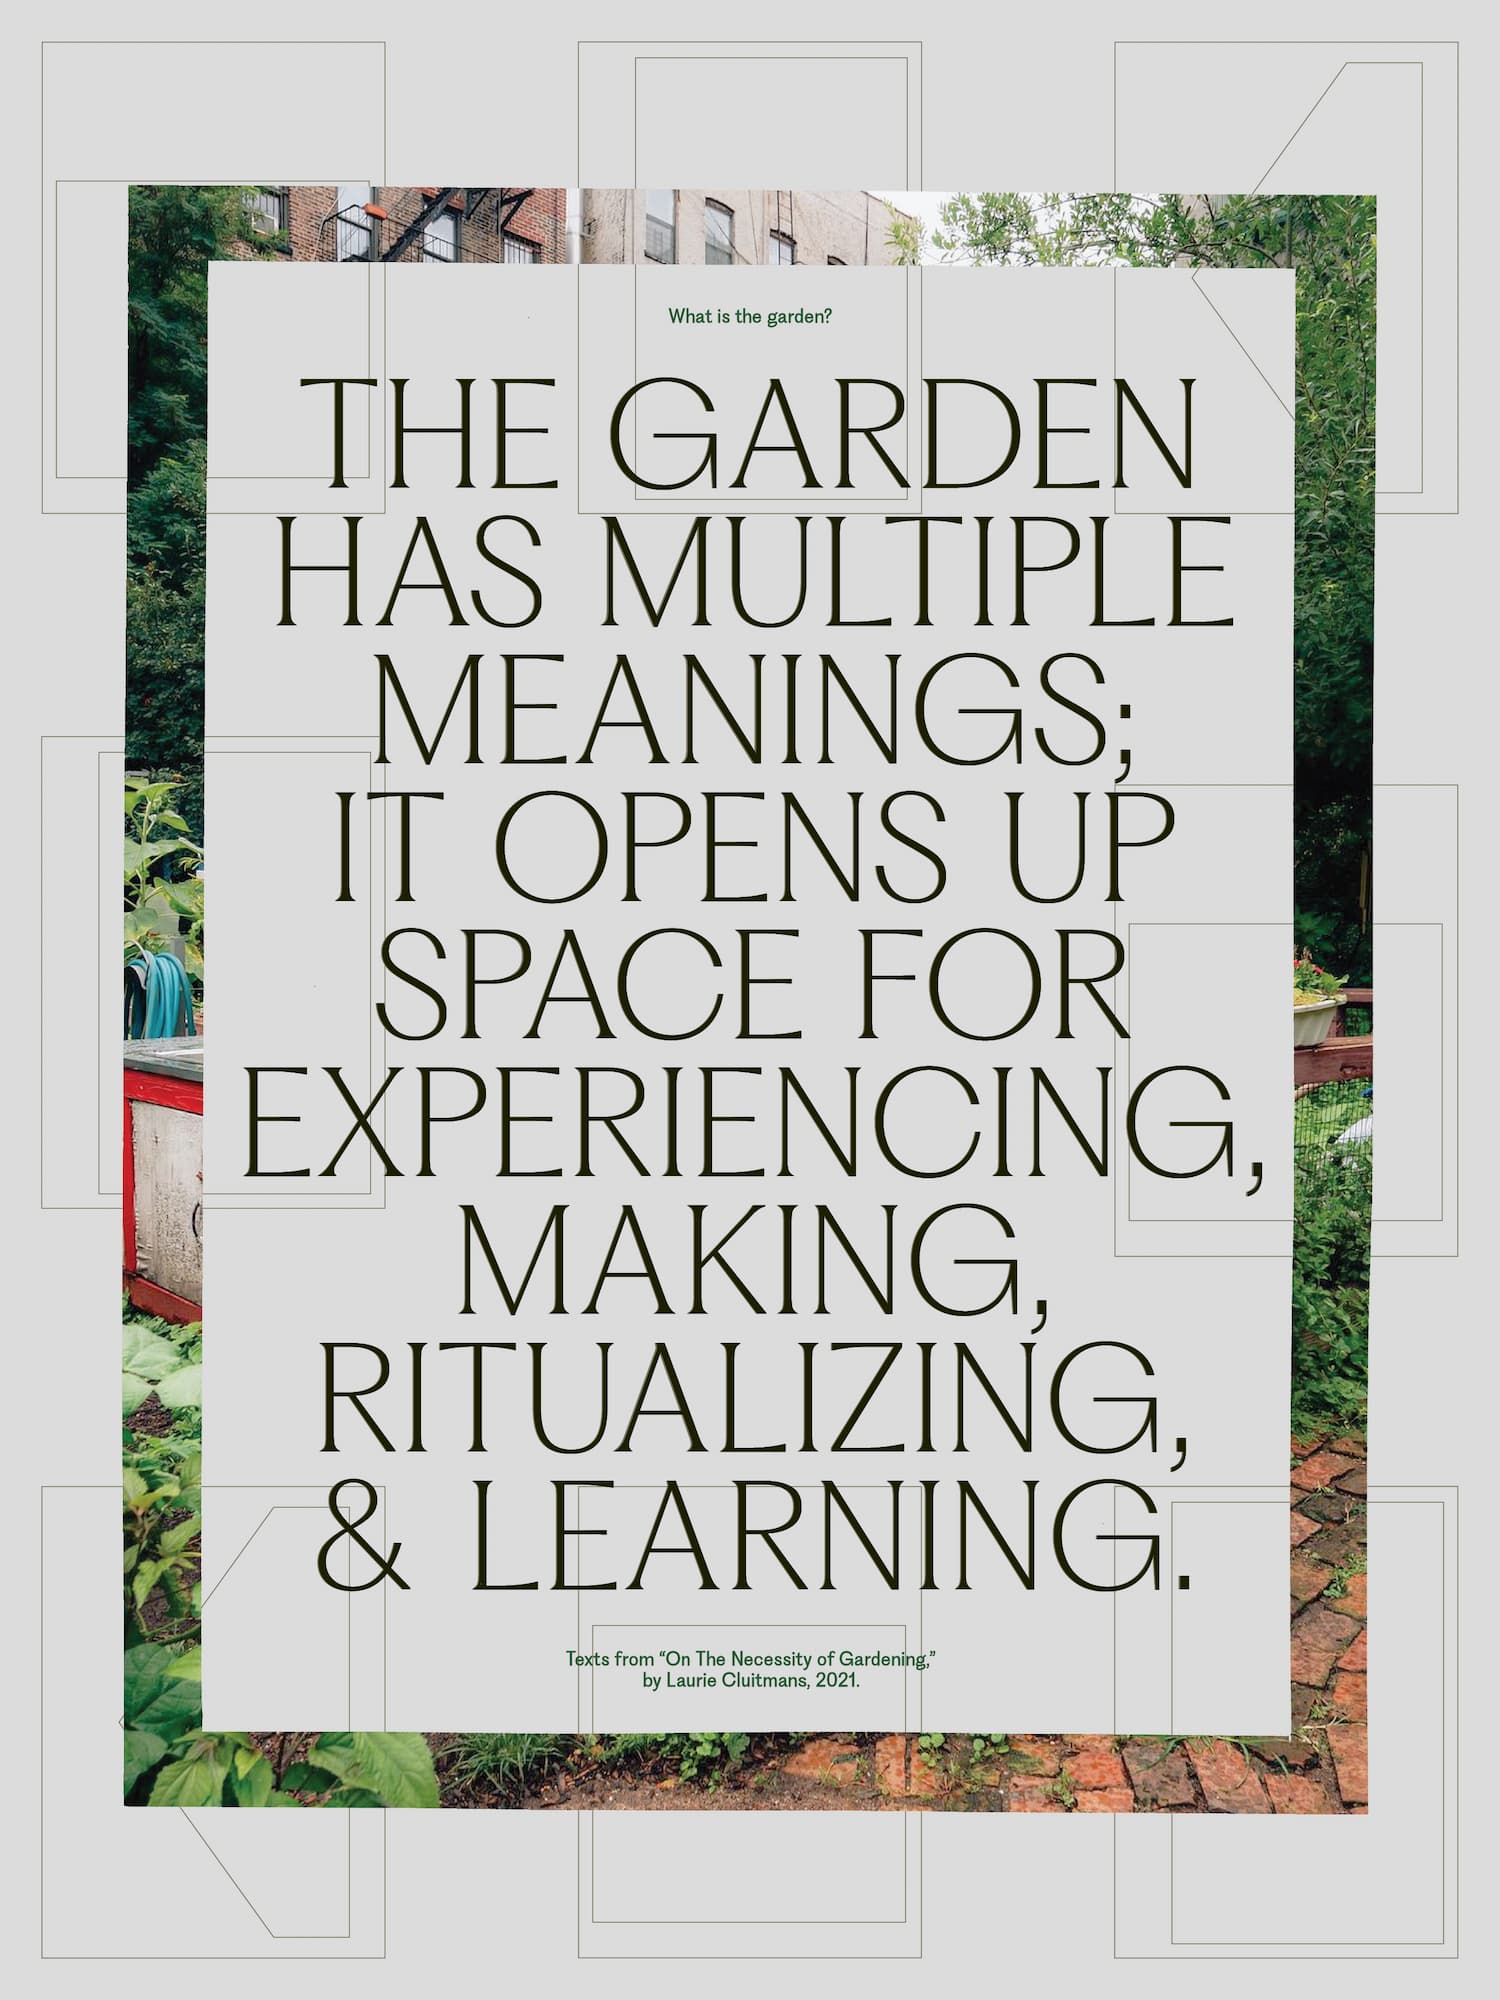 What is the garden?
THE GARDEN
HAS MULTIPLE
MEANINGS;
IT OPENS UP
SPACE FOR
EXPERIENCING,
MAKING,
RITUALIZING,
& LEARNING.
Texts from “On The Necessity of Gardening,”
by Laurie Cluitmans, 2021.